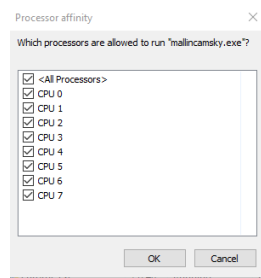 Processor affinity
Which processors are allowed to run "mallincamsky.exe"?
<All Processors>
CPU 0
CPU 1
CPU 2
CPU 3
CPU 4
CPU 5
CPU 6
CPU 7
OK
Cancel